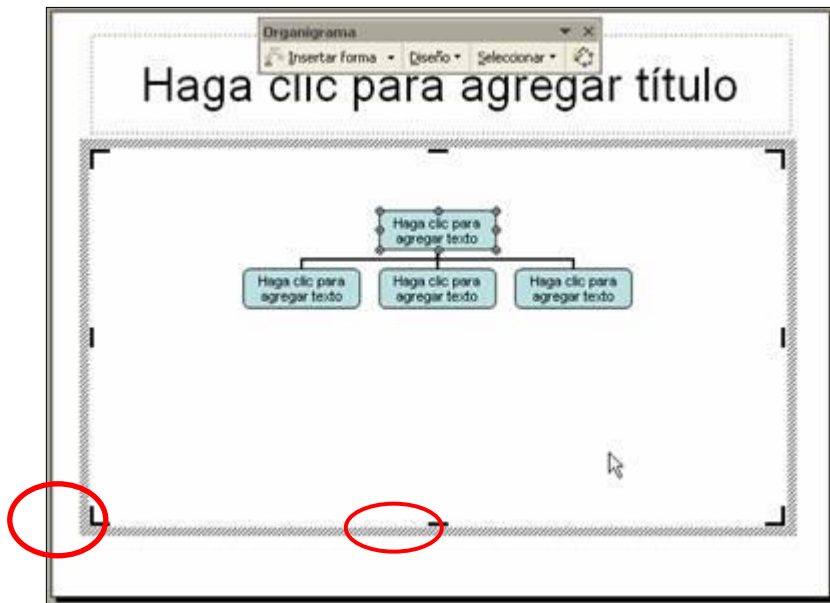 Organigrama
Insertar forma Diseño Seleccionar
Haga clic para agregar título
Haga clic para
agregar texto
Haga clic para
agregar texto
Haga clic para
agregar texto
Haga clic para
agregar texto